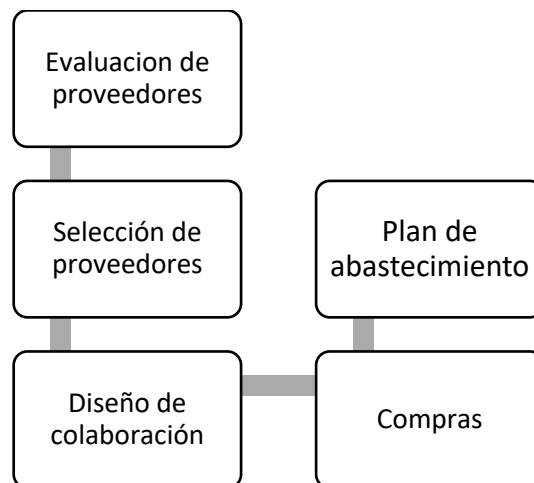 Evaluacion de
proveedores
Selección de
proveedores
Diseño de
colaboración
Compras
Plan de
abastecimiento